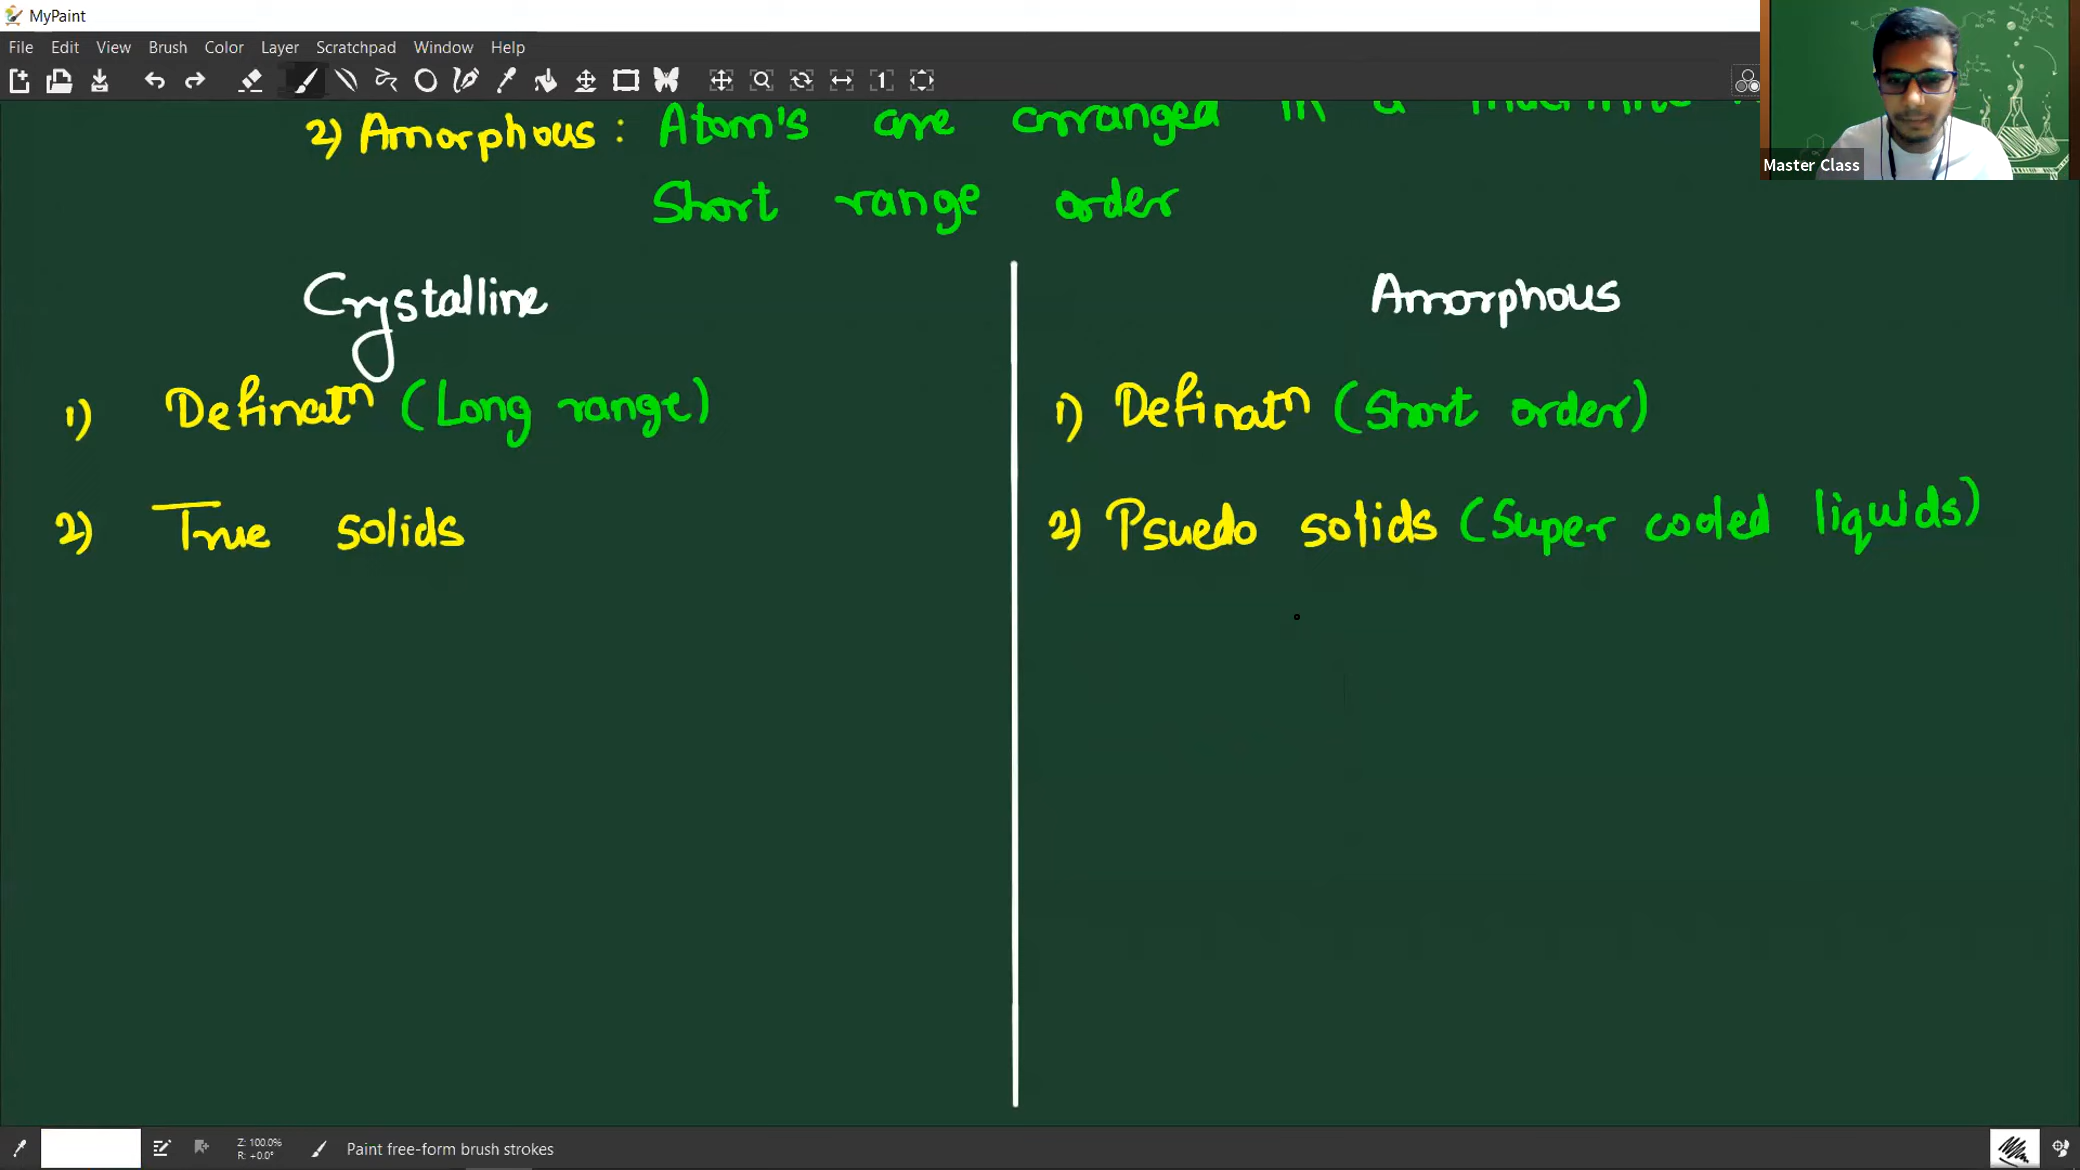 MyPaint
File Edit View Brush Color Layer Scratchpad Window Help
Master Class
2) Amorphous : Atom's are arranged in a
Short range order
Crystalline
Amorphous
1) Definatn (Long range)
1) Definatn (Short order)
2) True solids
2) Psuedo solids (Super cooled liquids)
Z: 100.0%
R: +0.0°
Paint free-form brush strokes